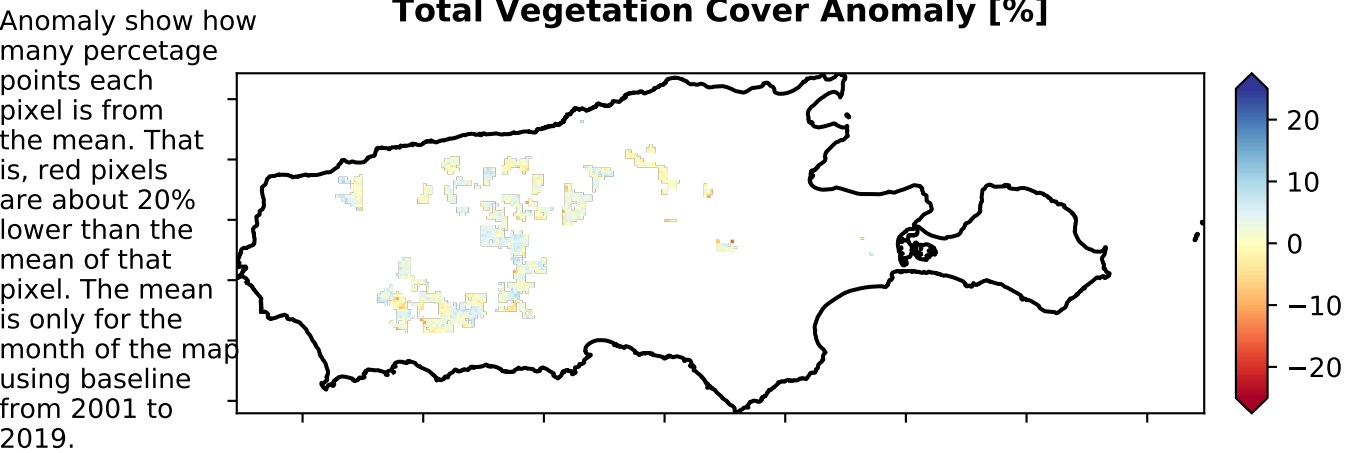 Total Vegetation Cover Anomaly [%]
Anomaly show how
many percetage
points each
pixel is from
the mean. That
is, red pixels
are about 20%
lower than the
mean of that
pixel. The mean
is only for the
month of the map
using baseline
from 2001 to
2019.
20
10
0
−10
−20